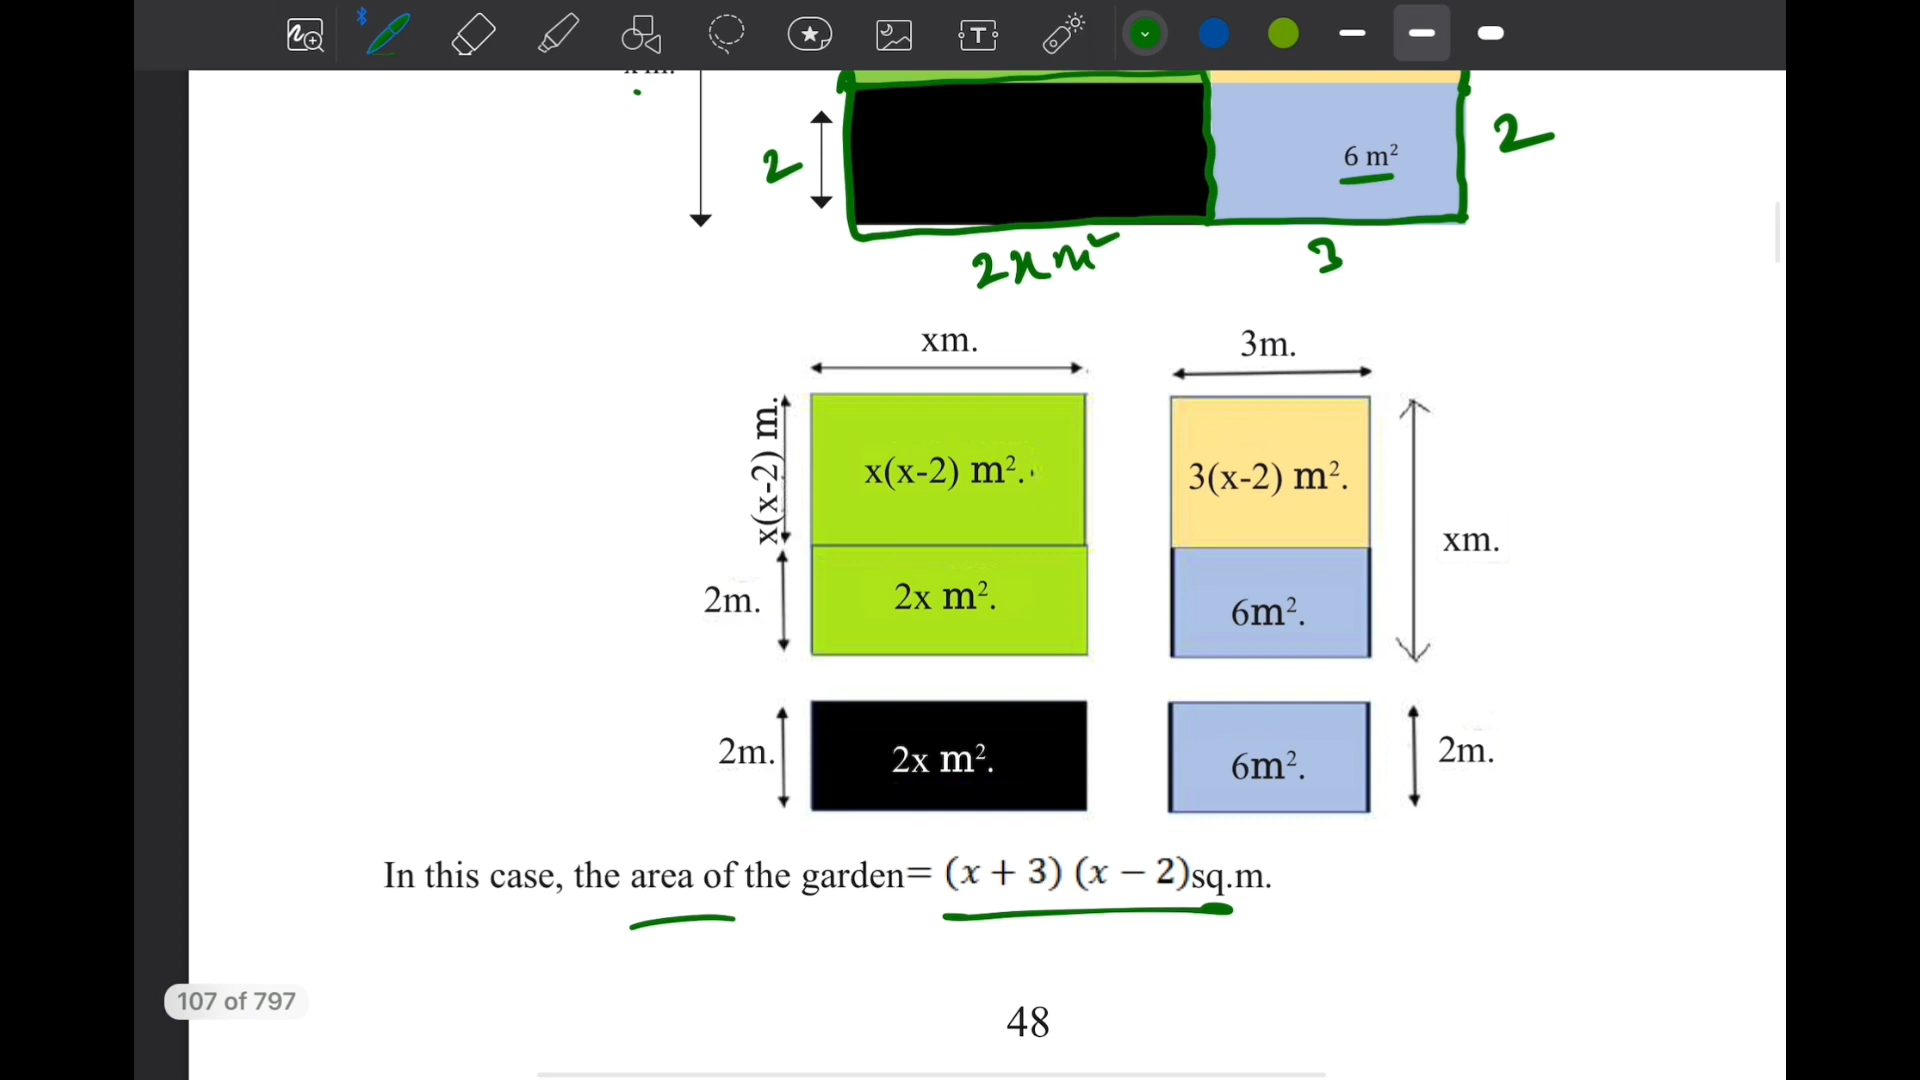 T
2
6 m²
2
2x m²
3
xm.
3m.
x(x-2) m.
x(x-2) m².
3(x-2) m².
xm.
2m.
2x m².
6m².
2m.
2x m².
6m².
2m.
In this case, the area of the garden= (x + 3) (x − 2)sq.m.
107 of 797
48